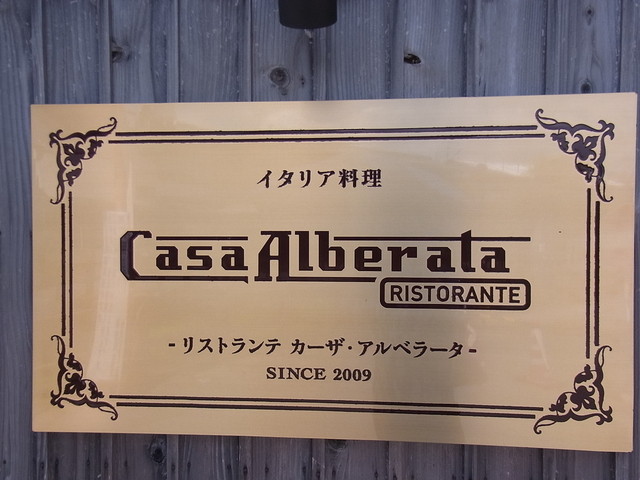 イタリア料理
Casa Alberata
RISTORANTE
- リストランテ カーザ・アルベラータ -
SINCE 2009